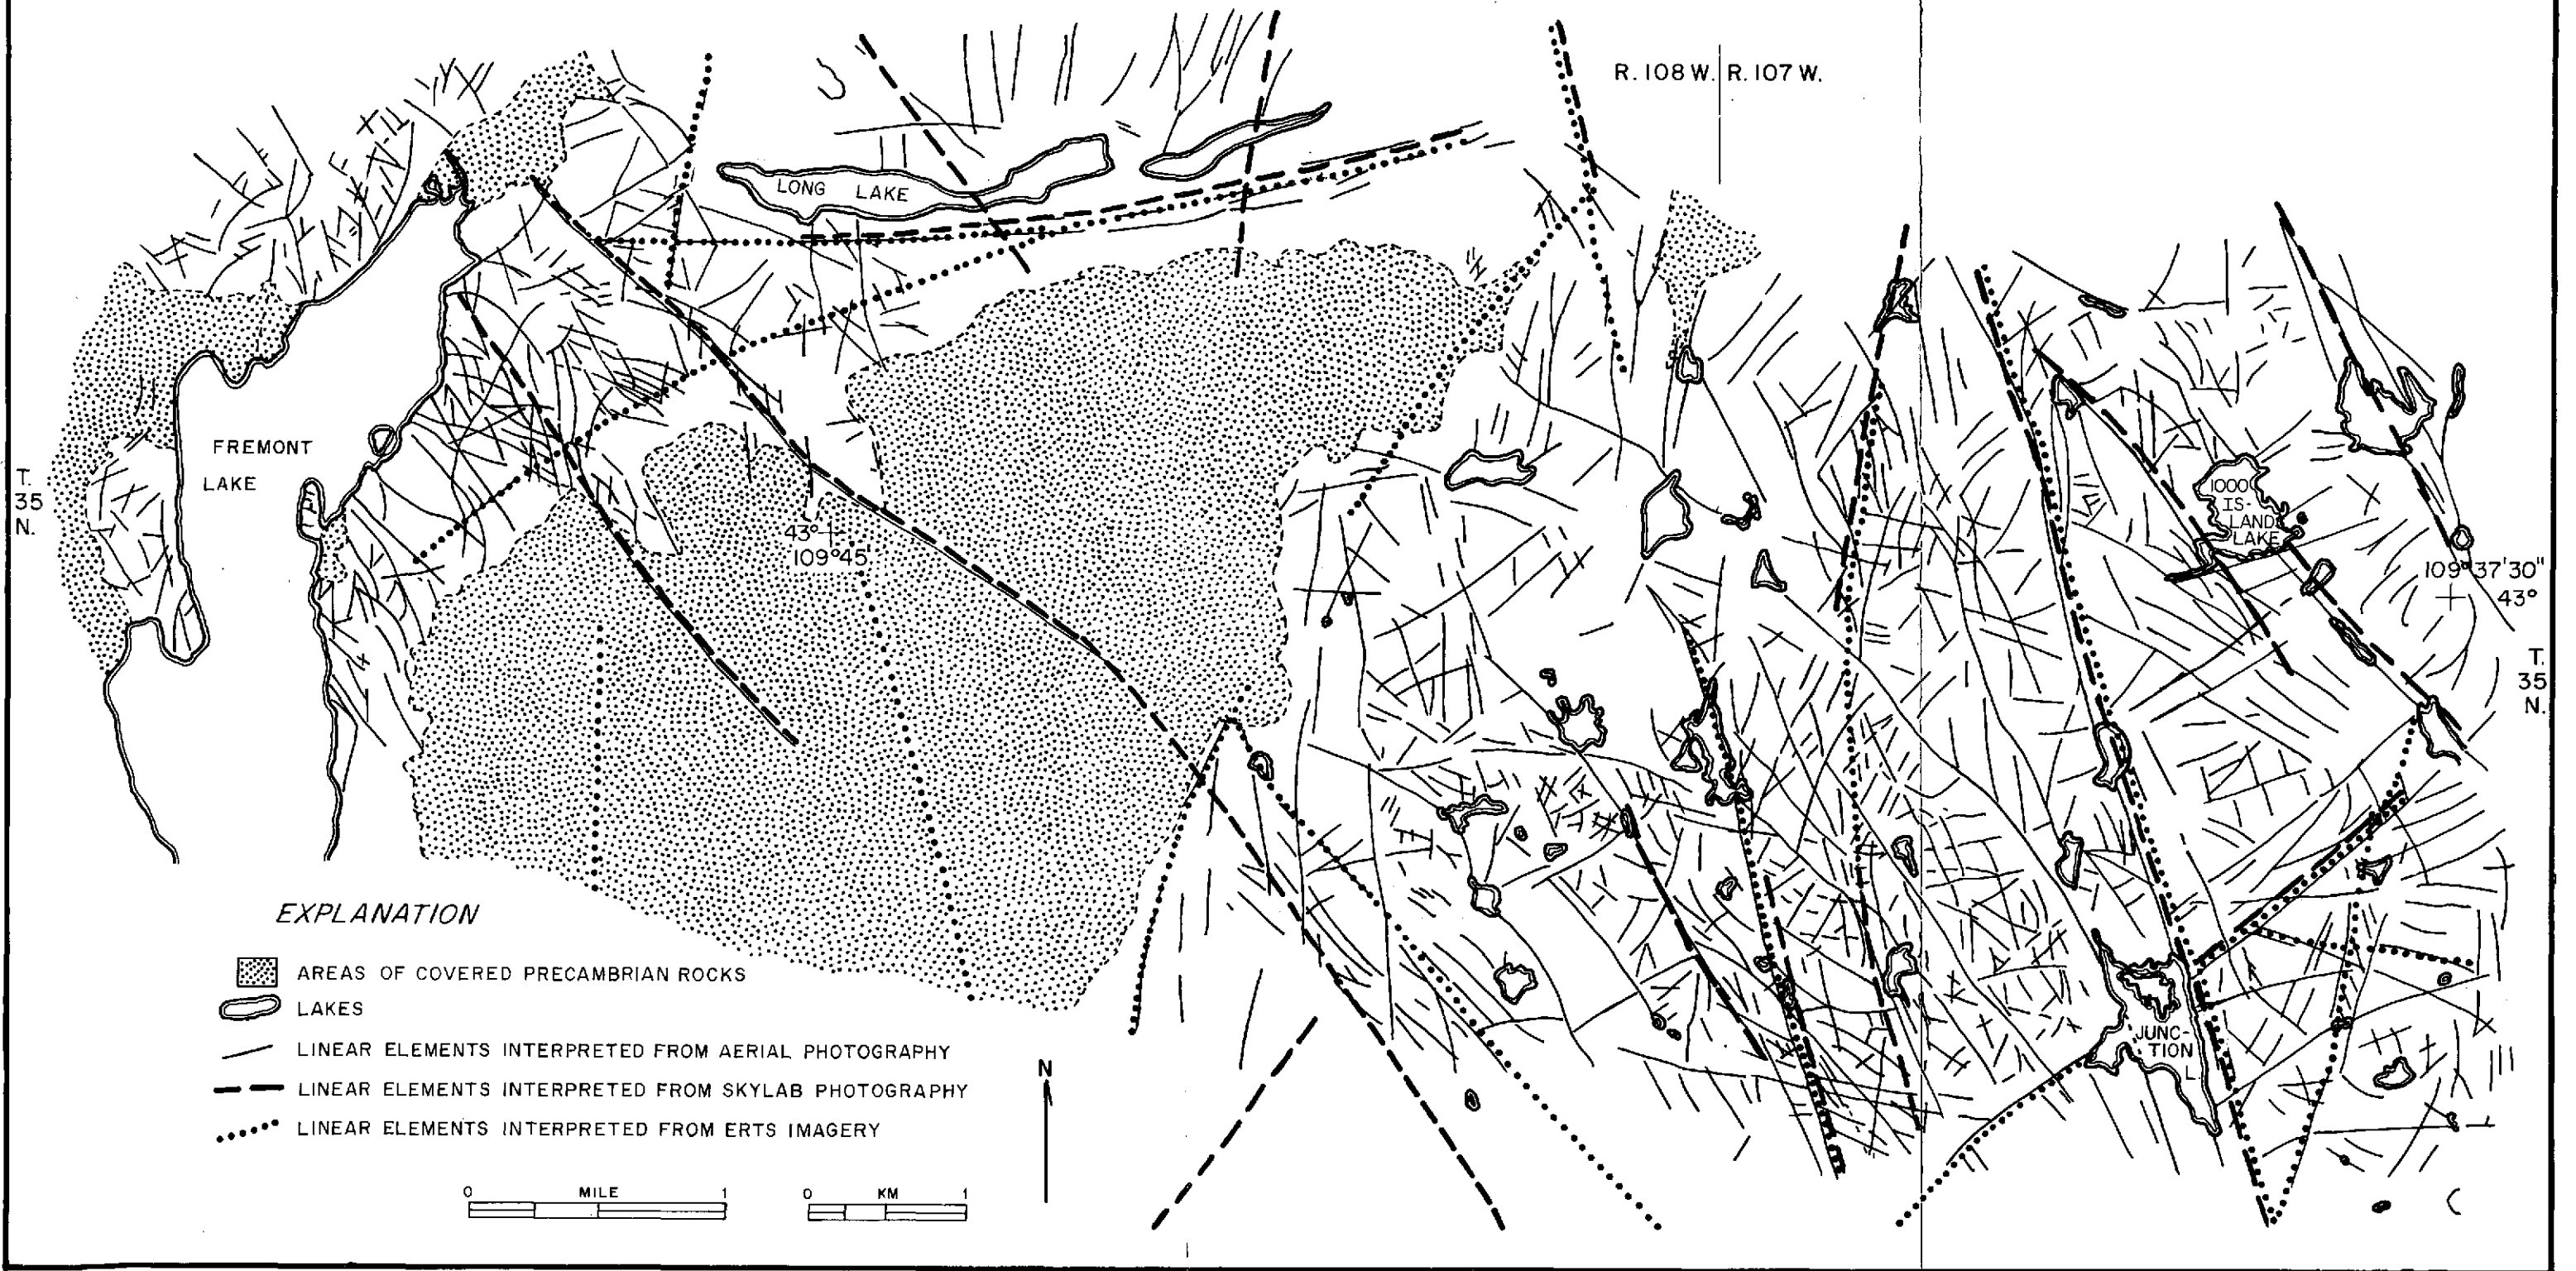 R. 108 W. R. 107 W.
LONG LAKE
FREMONT
LAKE
T.
35
N.
43°
109°45'
1000
IS-
LAND
LAKE
109°37'30"
43°
T.
35
N.
JUNC-
TION
L.
EXPLANATION
AREAS OF COVERED PRECAMBRIAN ROCKS
LAKES
LINEAR ELEMENTS INTERPRETED FROM AERIAL PHOTOGRAPHY
LINEAR ELEMENTS INTERPRETED FROM SKYLAB PHOTOGRAPHY
LINEAR ELEMENTS INTERPRETED FROM ERTS IMAGERY
N
0 MILE 1
0 KM 1